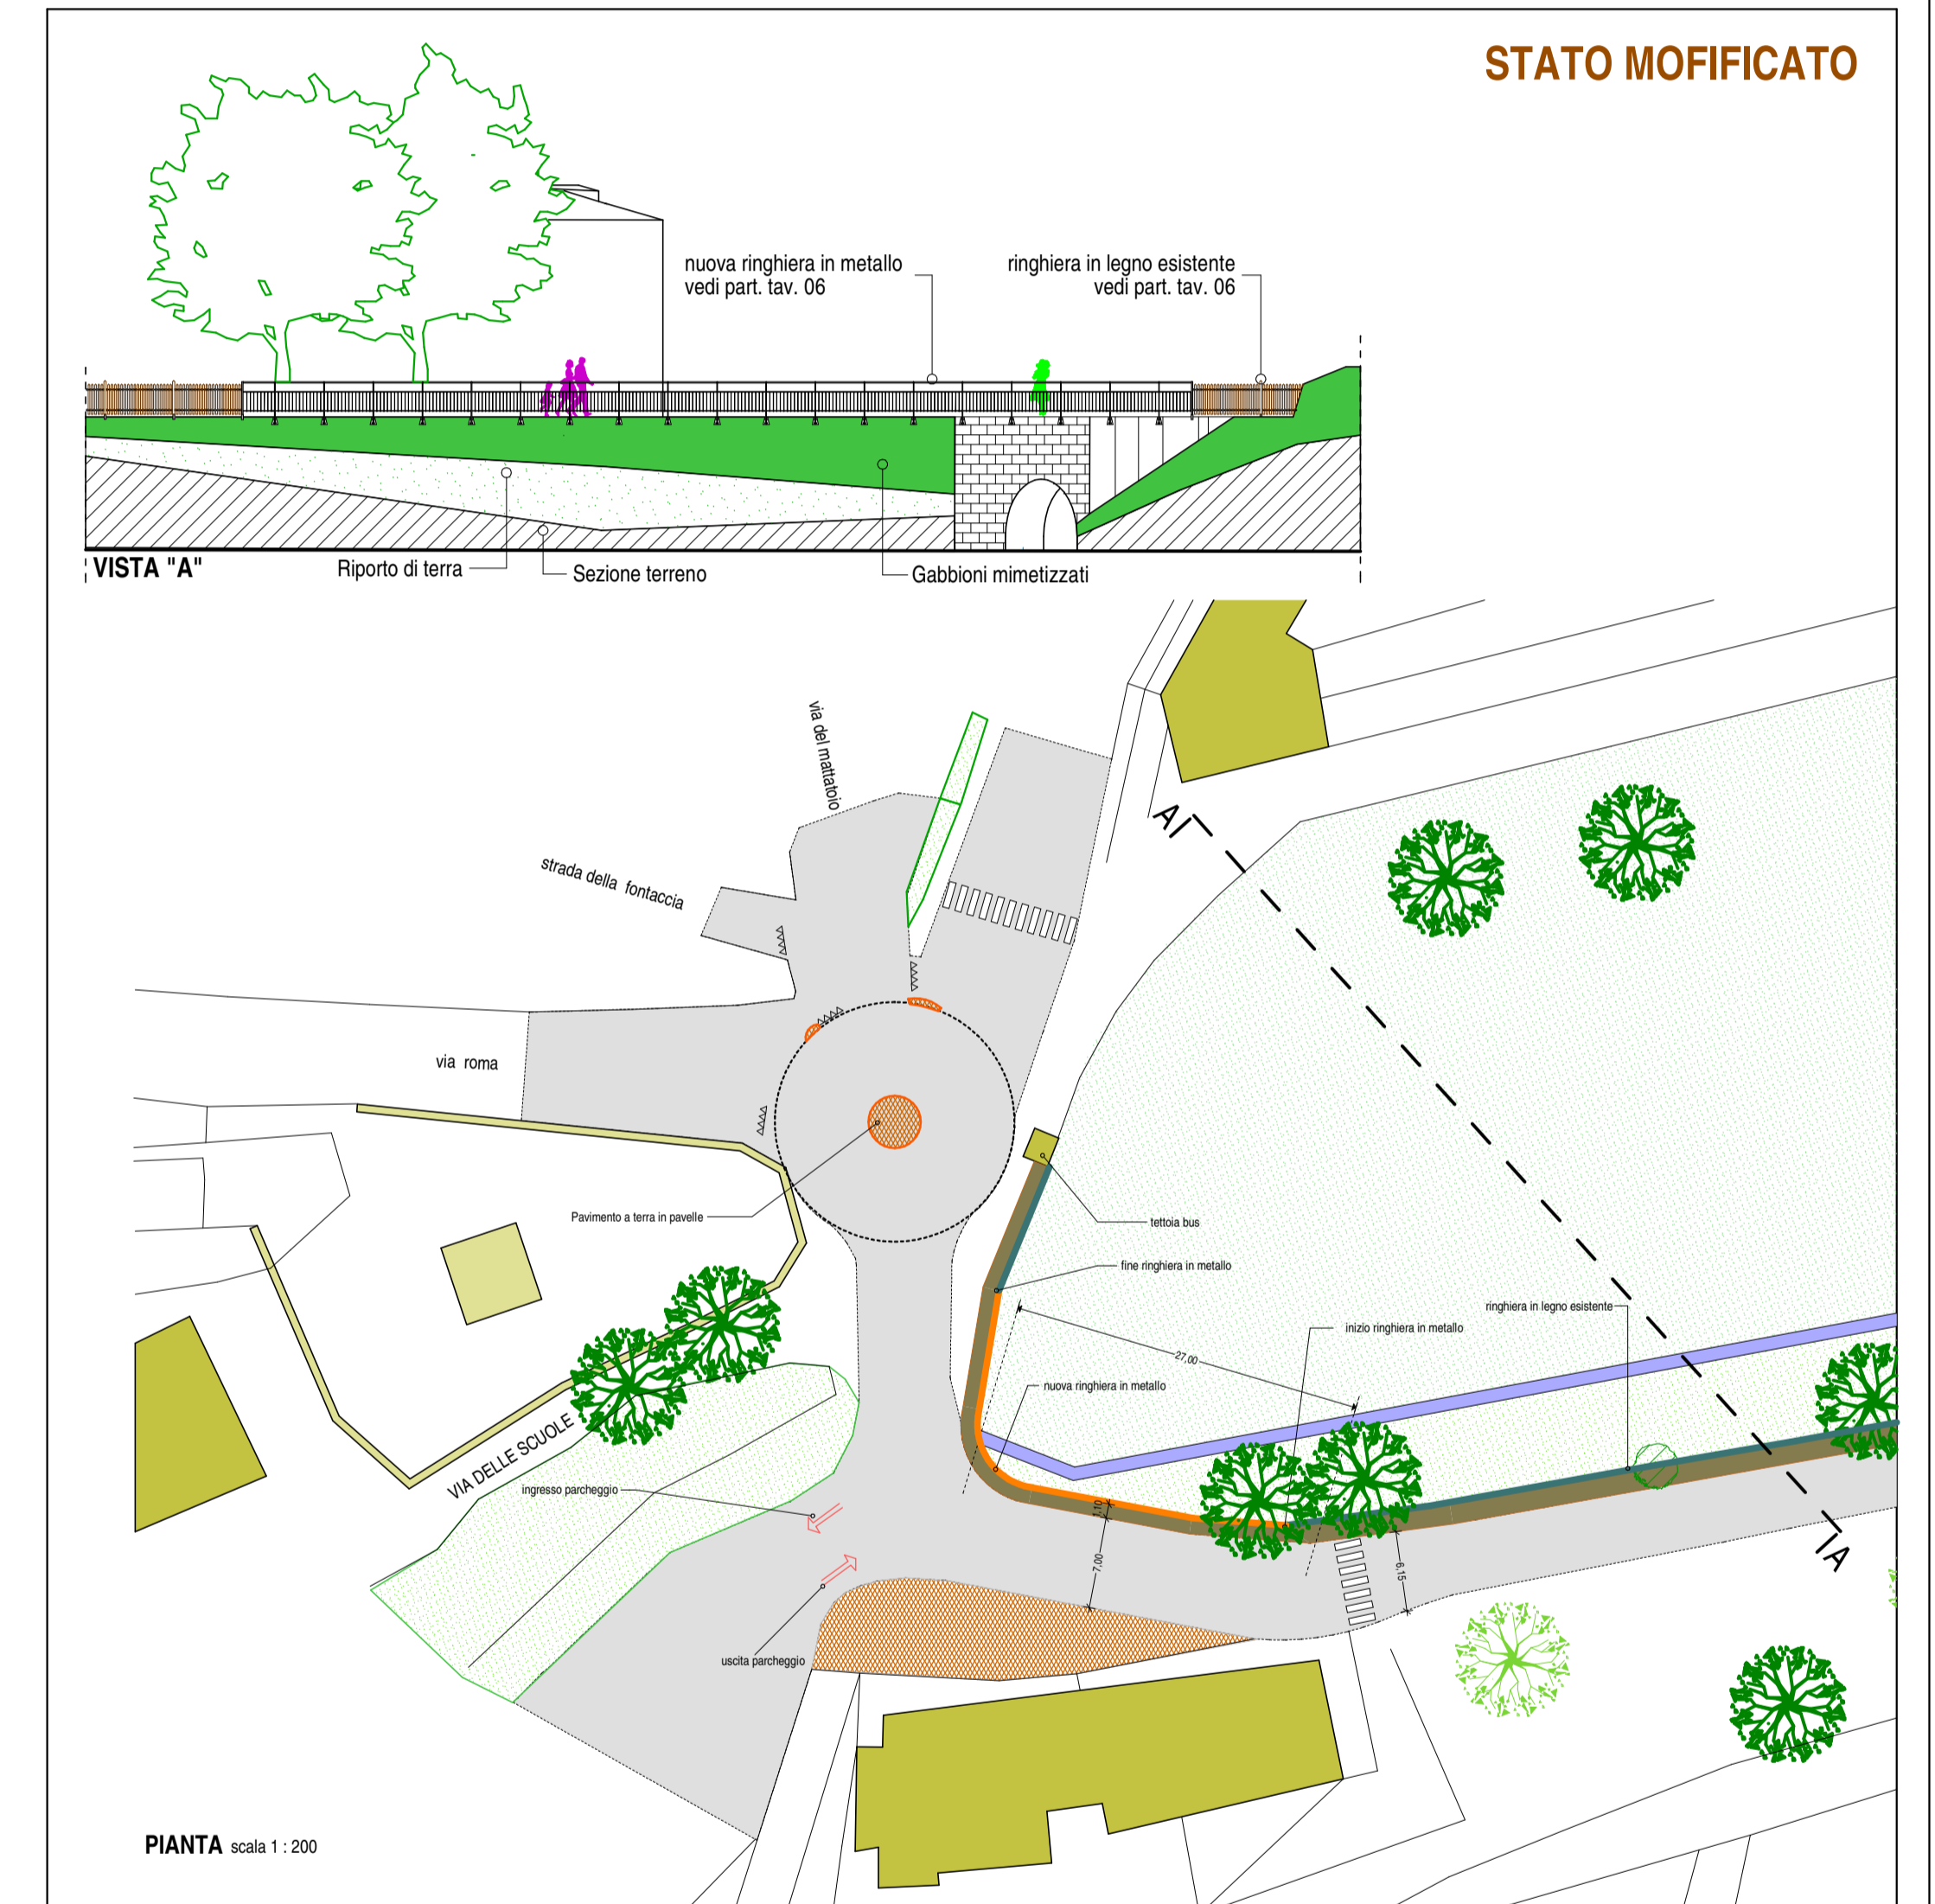 STATO MOFIFICATO
nuova ringhiera in metallo
vedi part. tav. 06
ringhiera in legno esistente
vedi part. tav. 06
VISTA "A"
Riporto di terra
Sezione terreno
Gabbioni mimetizzati
via del mattatoio
strada della fontaccia
via roma
A
Pavimento a terra in pavelle
tettoia bus
fine ringhiera in metallo
ringhiera in legno esistente
inizio ringhiera in metallo
27,00
nuova ringhiera in metallo
VIA DELLE SCUOLE
ingresso parcheggio
1,10
7,00
6,15
A
uscita parcheggio
PIANTA scala 1 : 200